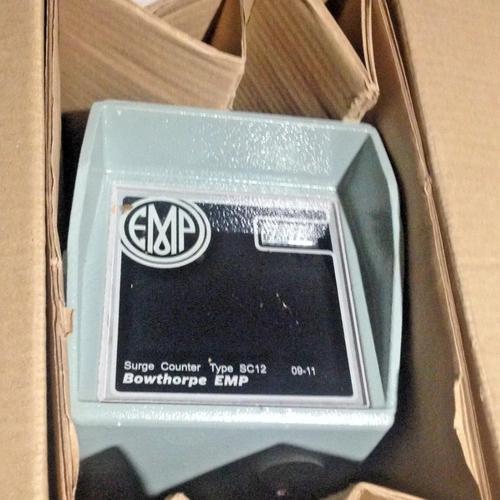 EMP
Surge Counter Type SC12 09-11
Bowthorpe EMP